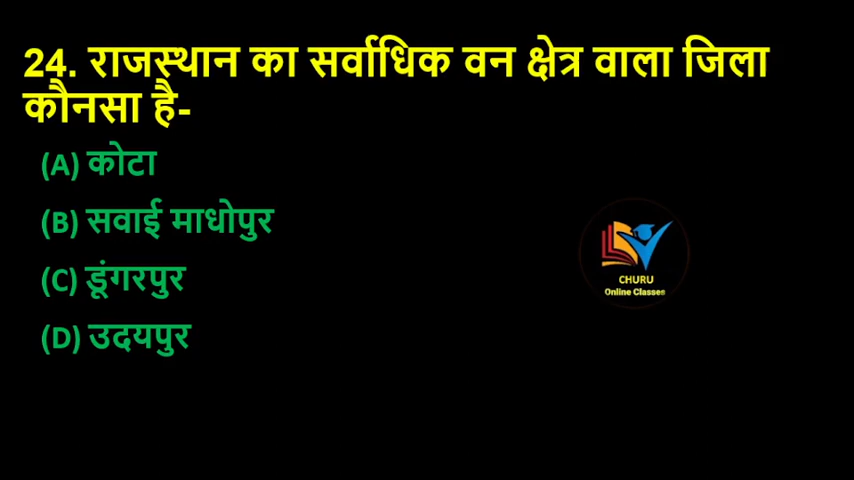 24. राजस्थान का सर्वाधिक वन क्षेत्र वाला जिला
कौनसा है-
(A) कोटा
(B) सवाई माधोपुर
(C) डूंगरपुर
(D) उदयपुर
CHURU
Online Classes